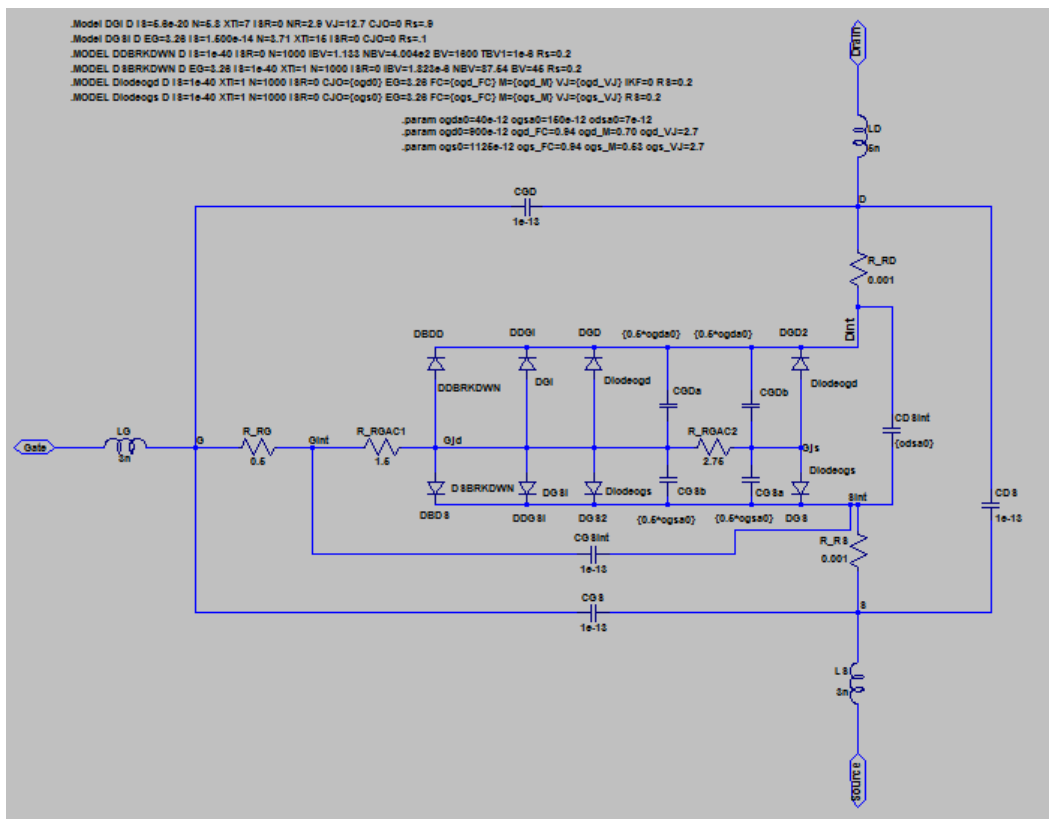 .Model DGI D IS=5.6e-20 N=5.3 XTI=7 ISR=0 NR=2.9 VJ=12.7 CJO=0 Rs=.9
.Model DGSI D EG=3.26 IS=1.500e-14 N=3.71 XTI=15 ISR=0 CJO=0 Rs=.1
.MODEL DDBRKDWN D IS=1e-40 ISR=0 N=1000 IBV=1.133 NBV=4.004e2 BV=1600 TBV1=1e-6 Rs=0.2
.MODEL DSBRKDWN D EG=3.26 IS=1e-40 XTI=1 N=1000 ISR=0 IBV=1.323e-6 NBV=37.54 BV=45 Rs=0.2
.MODEL Diodeogd D IS=1e-40 XTI=1 N=1000 ISR=0 CJO={ogd0} EG=3.26 FC={ogd_FC} M={ogd_M} VJ={ogd_VJ} IKF=0 RS=0.2
.MODEL Diodeogs D IS=1e-40 XTI=1 N=1000 ISR=0 CJO={ogs0} EG=3.26 FC={ogs_FC} M={ogs_M} VJ={ogs_VJ} RS=0.2
.param ogda0=40e-12 ogsa0=150e-12 odsa0=7e-12
.param ogd0=900e-12 ogd_FC=0.94 ogd_M=0.70 ogd_VJ=2.7
.param ogs0=1125e-12 ogs_FC=0.94 ogs_M=0.53 ogs_VJ=2.7
Drain
LD
5n
CGD
1e-13
D
R_RD
0.001
Dint
DBDD
DDGI
DGD
{0.5*ogda0}
{0.5*ogda0}
DGD2
DDBRKDWN
DGI
Diodeogd
CGDa
CGDb
Diodeogd
CDSint
{odsa0}
Gate
LG
3n
G
R_RG
0.5
Gint
R_RGAC1
1.5
Gjd
R_RGAC2
2.75
Gjs
DSBRKDWN
DGSI
Diodeogs
CGSb
CGSa
Diodeogs
Sint
DBDS
DDGSI
DGS2
{0.5*ogsa0}
{0.5*ogsa0}
DGS
CDS
1e-13
CGSint
1e-13
R_RS
0.001
CGS
1e-13
S
LS
3n
source